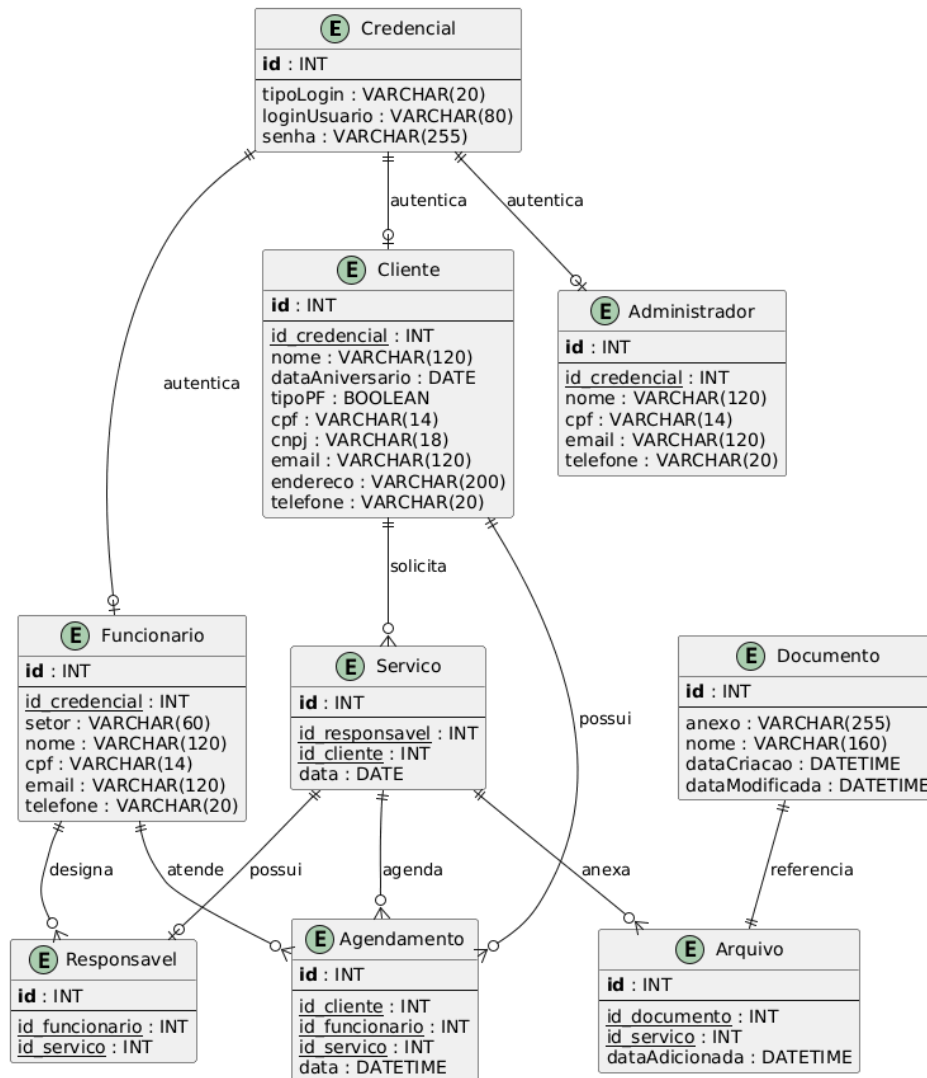 E Credencial
id : INT
tipoLogin : VARCHAR(20)
loginUsuario : VARCHAR(80)
senha : VARCHAR(255)
autentica
autentica
autentica
E Cliente
id : INT
id_credencial : INT
nome : VARCHAR(120)
dataAniversario : DATE
tipoPF : BOOLEAN
cpf : VARCHAR(14)
cnpj : VARCHAR(18)
email : VARCHAR(120)
endereco : VARCHAR(200)
telefone : VARCHAR(20)
E Administrador
id : INT
id_credencial : INT
nome : VARCHAR(120)
cpf : VARCHAR(14)
email : VARCHAR(120)
telefone : VARCHAR(20)
solicita
possui
E Funcionario
id : INT
id_credencial : INT
setor : VARCHAR(60)
nome : VARCHAR(120)
cpf : VARCHAR(14)
email : VARCHAR(120)
telefone : VARCHAR(20)
E Servico
id : INT
id_responsavel : INT
id_cliente : INT
data : DATE
E Documento
id : INT
anexo : VARCHAR(255)
nome : VARCHAR(160)
dataCriacao : DATETIME
dataModificada : DATETIME
designa
atende
possui
agenda
anexa
referencia
E Responsavel
id : INT
id_funcionario : INT
id_servico : INT
E Agendamento
id : INT
id_cliente : INT
id_funcionario : INT
id_servico : INT
data : DATETIME
E Arquivo
id : INT
id_documento : INT
id_servico : INT
dataAdicionada : DATETIME